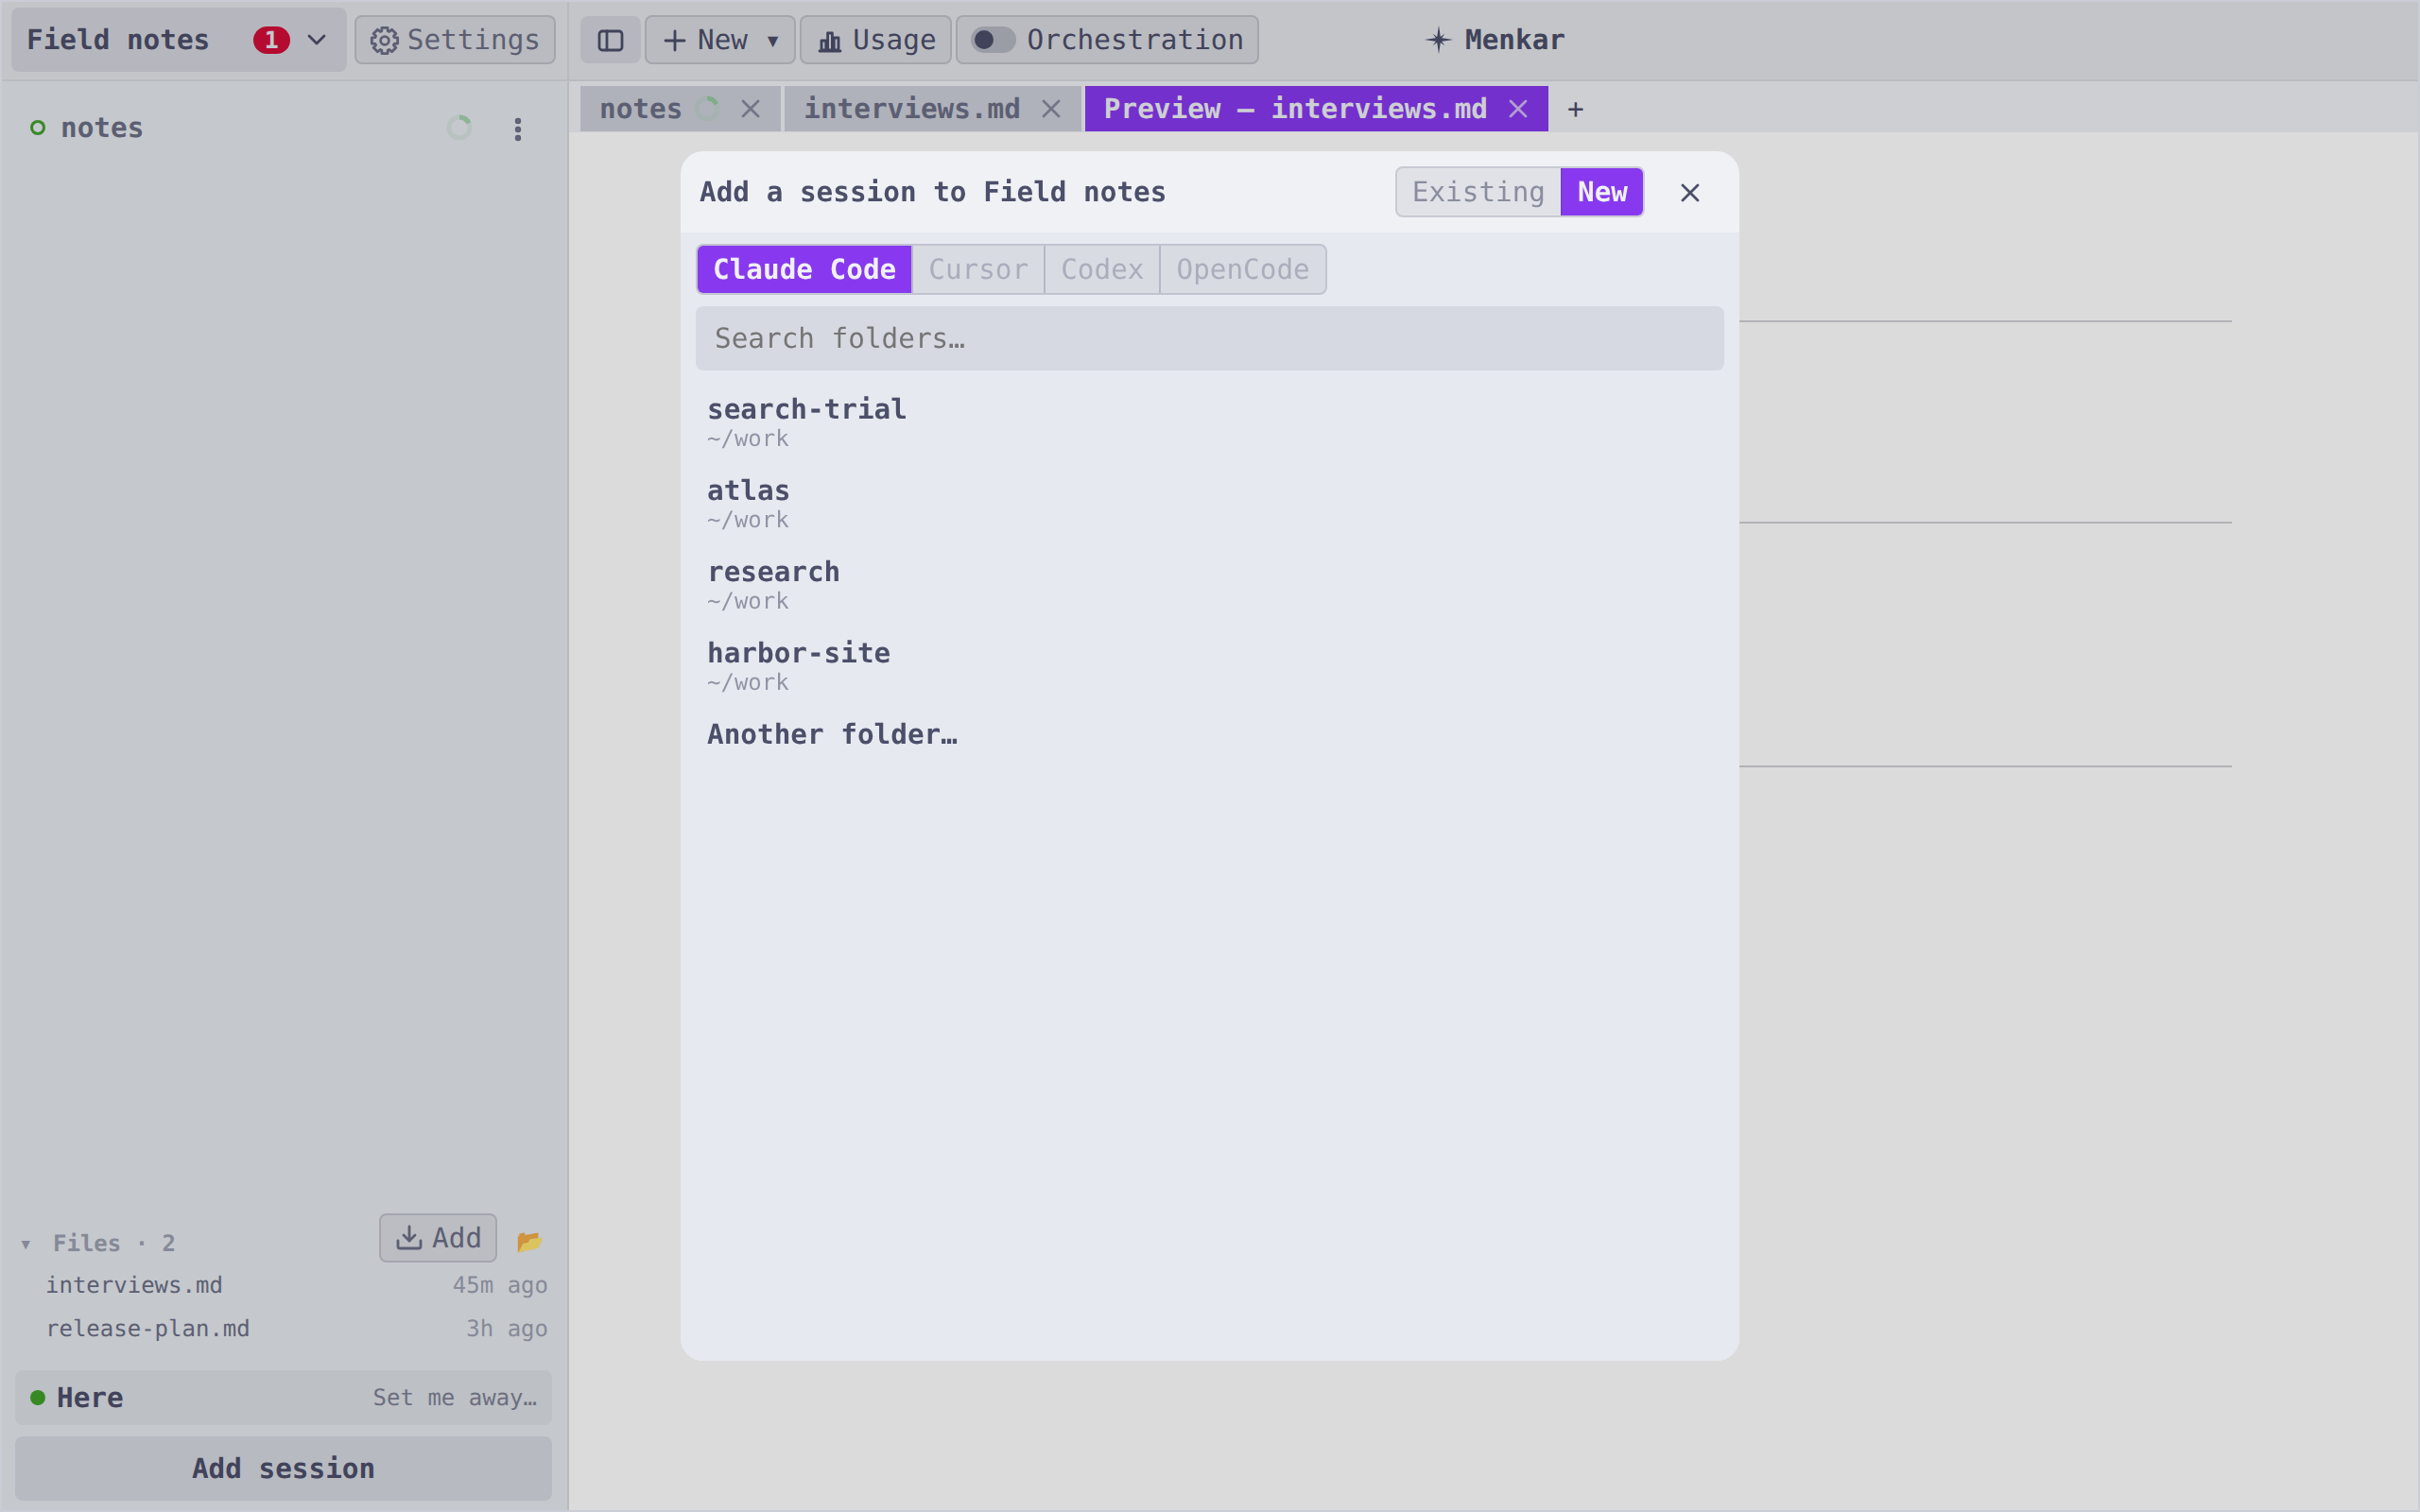 Field notes 1 Settings New ▾ Usage Orchestration Menkar
notes
notes interviews.md Preview — interviews.md +
Add a session to Field notes Existing New
Claude Code Cursor Codex OpenCode
Search folders…
search-trial
~/work
atlas
~/work
research
~/work
harbor-site
~/work
Another folder…
▾ Files · 2 Add
interviews.md 45m ago
release-plan.md 3h ago
Here Set me away…
Add session